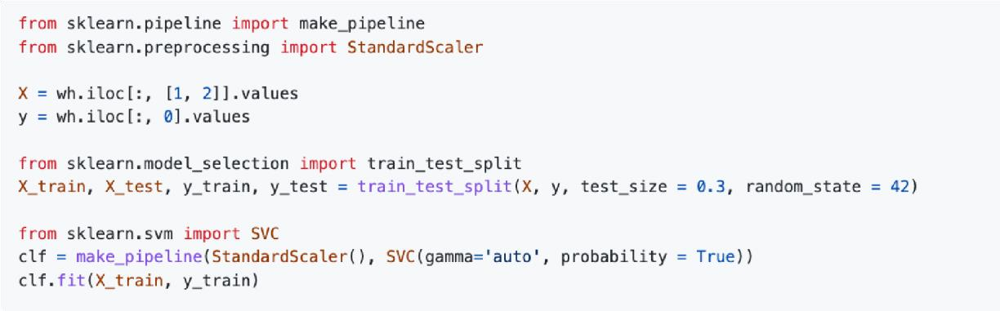 from sklearn.pipeline import make_pipeline
from sklearn.preprocessing import StandardScaler
X = wh.iloc[:, [1, 2]].values
y = wh.iloc[:, 0].values
from sklearn.model_selection import train_test_split
X_train, X_test, y_train, y_test = train_test_split(X, y, test_size = 0.3, random_state = 42)
from sklearn.svm import SVC
clf = make_pipeline(StandardScaler(), SVC(gamma='auto', probability = True))
clf.fit(X_train, y_train)